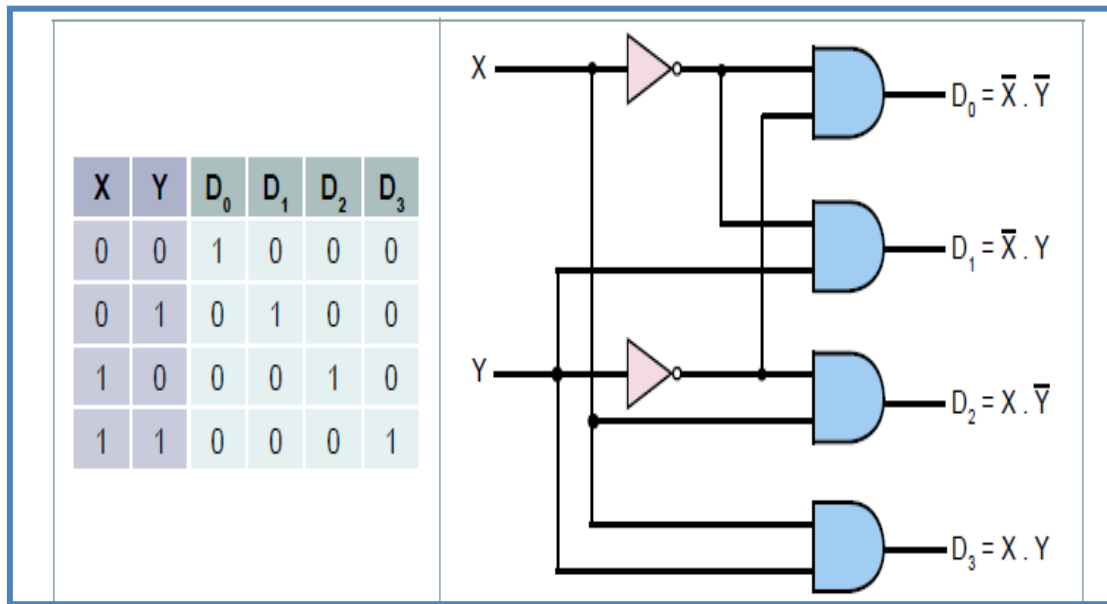 X Y D₀ D₁ D₂ D₃
0 0 1 0 0 0
0 1 0 1 0 0
1 0 0 0 1 0
1 1 0 0 0 1
X
D₀ = X̅ . Y̅
D₁ = X̅ . Y
Y
D₂ = X . Y̅
D₃ = X . Y